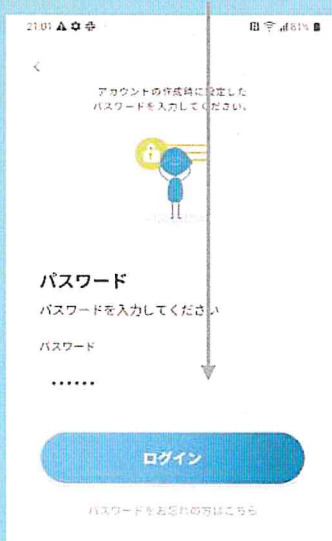 21:01
81%
アカウントの作成時に設定した
パスワードを入力してください。
パスワード
パスワードを入力してください
パスワード
••••••
ログイン
パスワードをお忘れの方はこちら